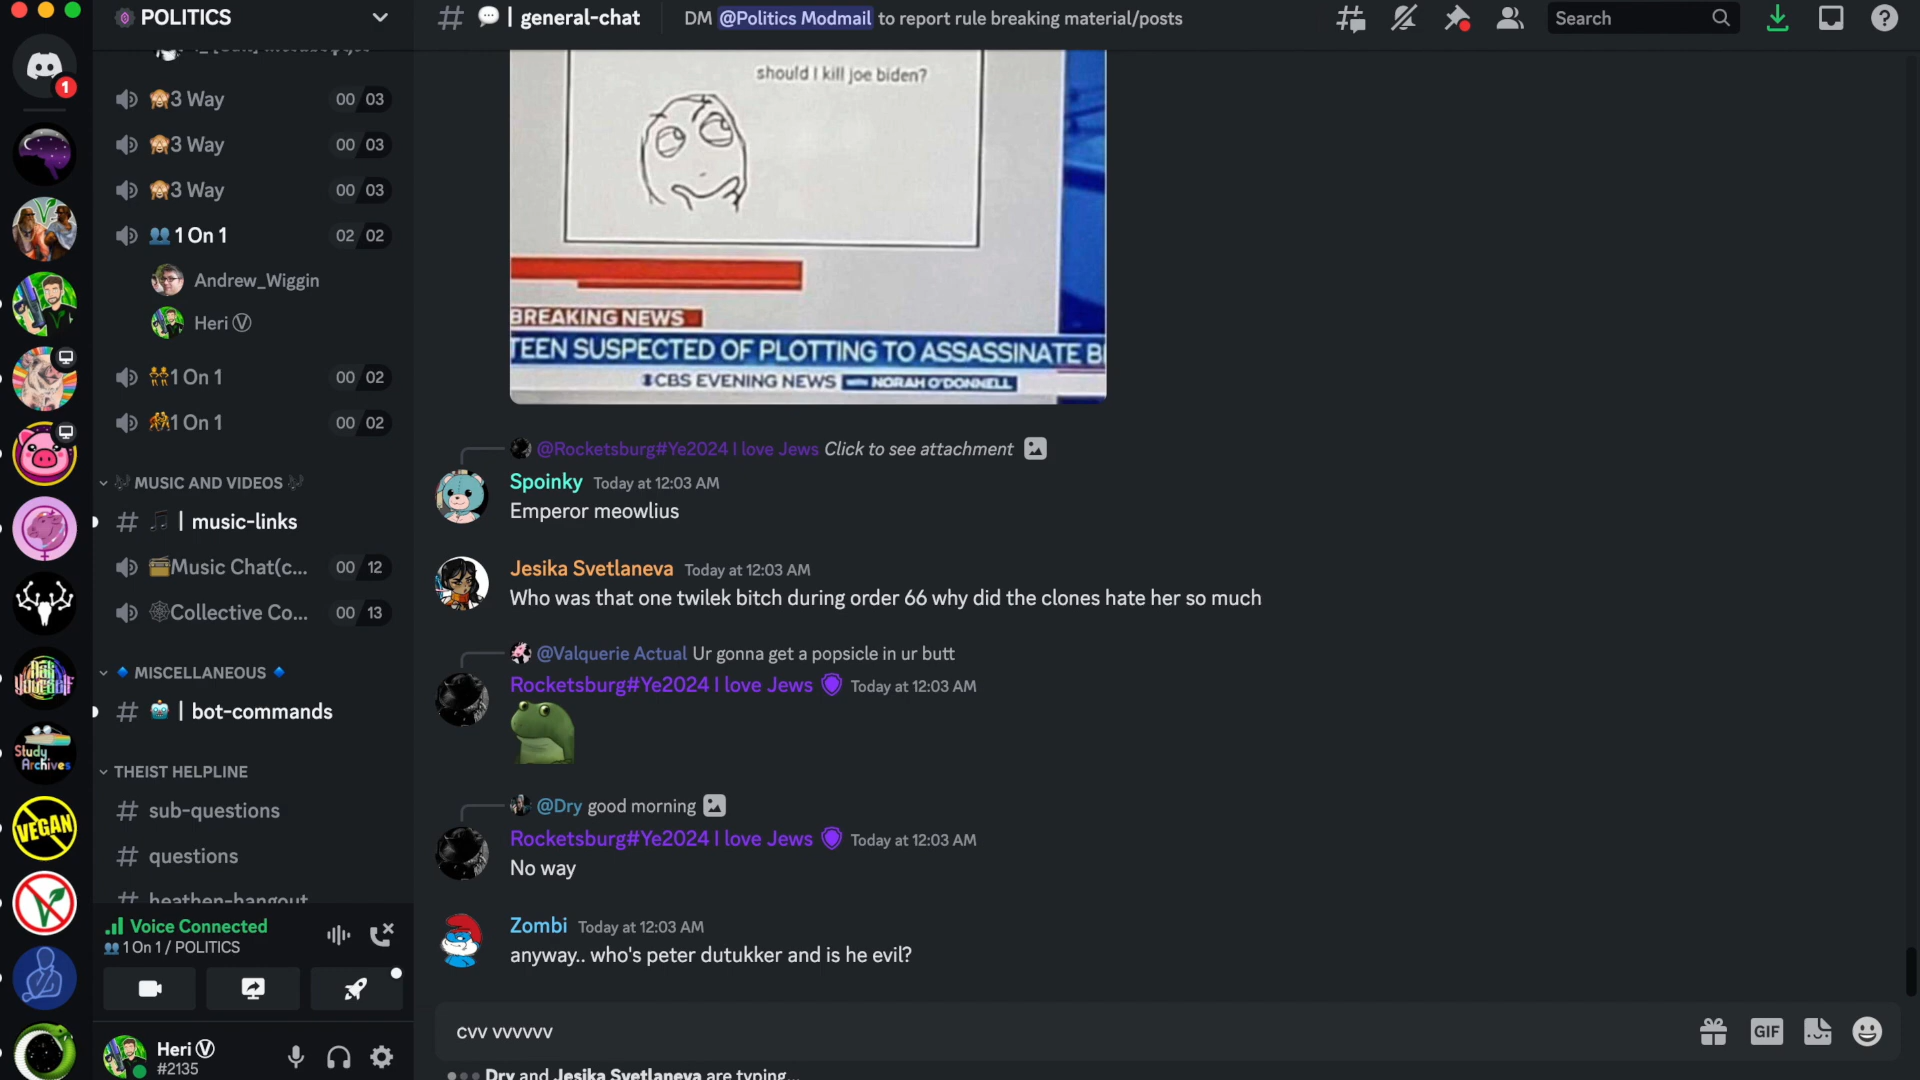 POLITICS
3 Way 00 03
3 Way 00 03
3 Way 00 03
1 On 1 02 02
Andrew_Wiggin
Heri Ⓥ
1 On 1 00 02
1 On 1 00 02
MUSIC AND VIDEOS
| music-links
Music Chat(c... 00 12
Collective Co... 00 13
MISCELLANEOUS
| bot-commands
THEIST HELPLINE
sub-questions
questions
heathen-hangout
Voice Connected
1 On 1 / POLITICS
Heri Ⓥ
#2135
1
Ask Yourself
Study Archives
VEGAN
| general-chat
DM @Politics Modmail to report rule breaking material/posts
Search
should I kill joe biden?
BREAKING NEWS
TEEN SUSPECTED OF PLOTTING TO ASSASSINATE B
CBS EVENING NEWS WITH NORAH O'DONNELL
@Rocketsburg#Ye2024 I love Jews Click to see attachment
Spoinky Today at 12:03 AM
Emperor meowlius
Jesika Svetlaneva Today at 12:03 AM
Who was that one twilek bitch during order 66 why did the clones hate her so much
@Valquerie Actual Ur gonna get a popsicle in ur butt
Rocketsburg#Ye2024 I love Jews Today at 12:03 AM
@Dry good morning
Rocketsburg#Ye2024 I love Jews Today at 12:03 AM
No way
Zombi Today at 12:03 AM
anyway.. who's peter dutukker and is he evil?
cvv vvvvvv
GIF
Dry and Jesika Svetlaneva are typing...